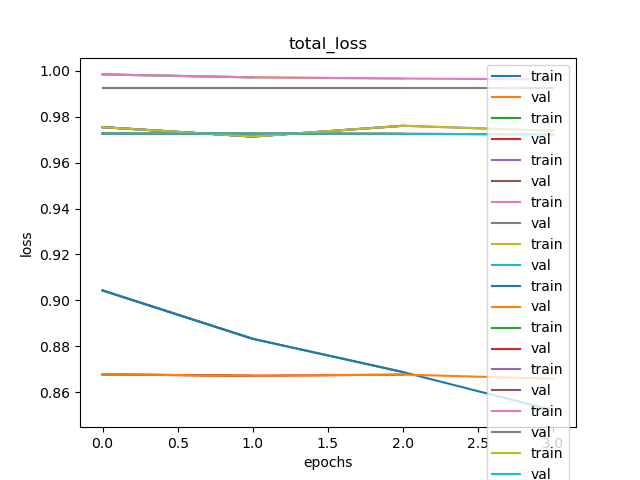 total_loss
loss
1.00
0.98
0.96
0.94
0.92
0.90
0.88
0.86
0.0
0.5
1.0
1.5
2.0
2.5
3.0
epochs
train
val
train
val
train
val
train
val
train
val
train
val
train
val
train
val
train
val
train
val